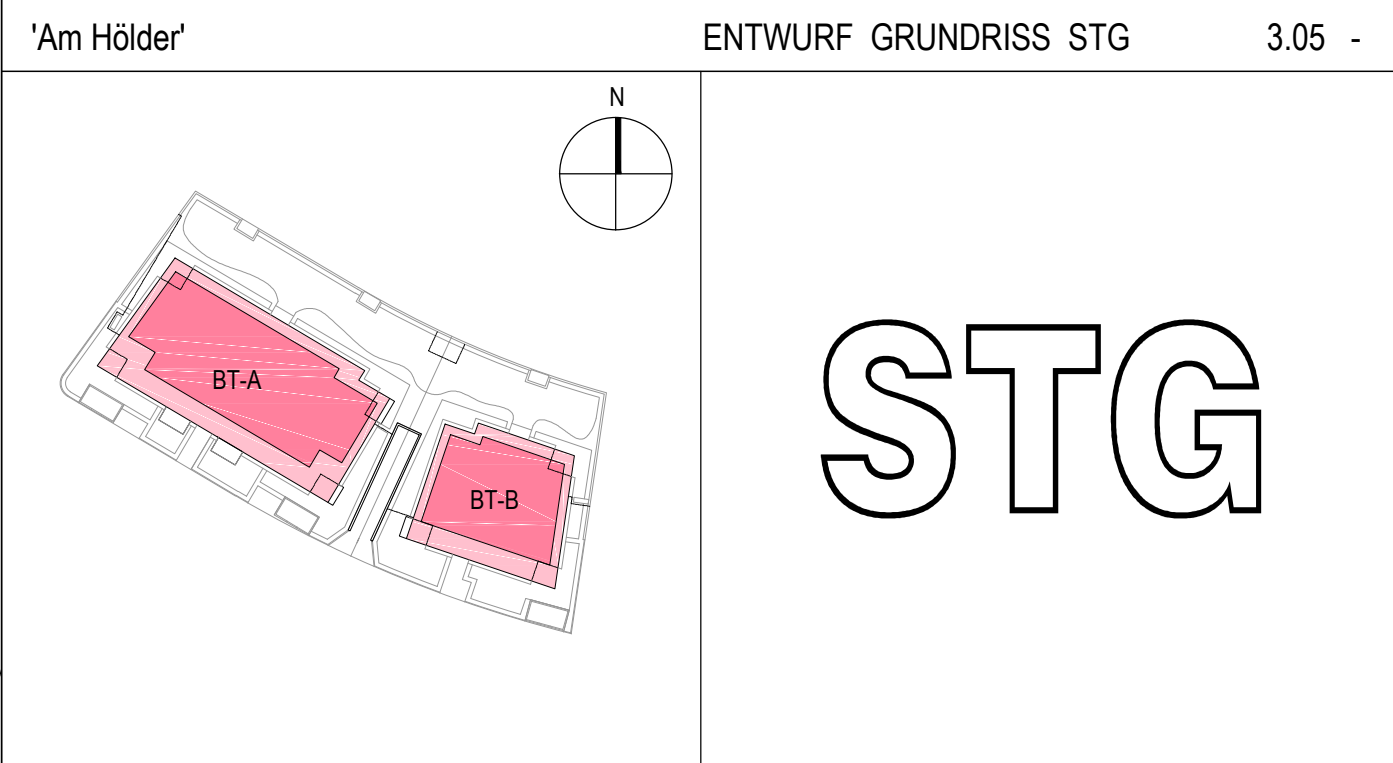 'Am Hölder' ENTWURF GRUNDRISS STG 3.05 -
N
BT-A
BT-B
STG